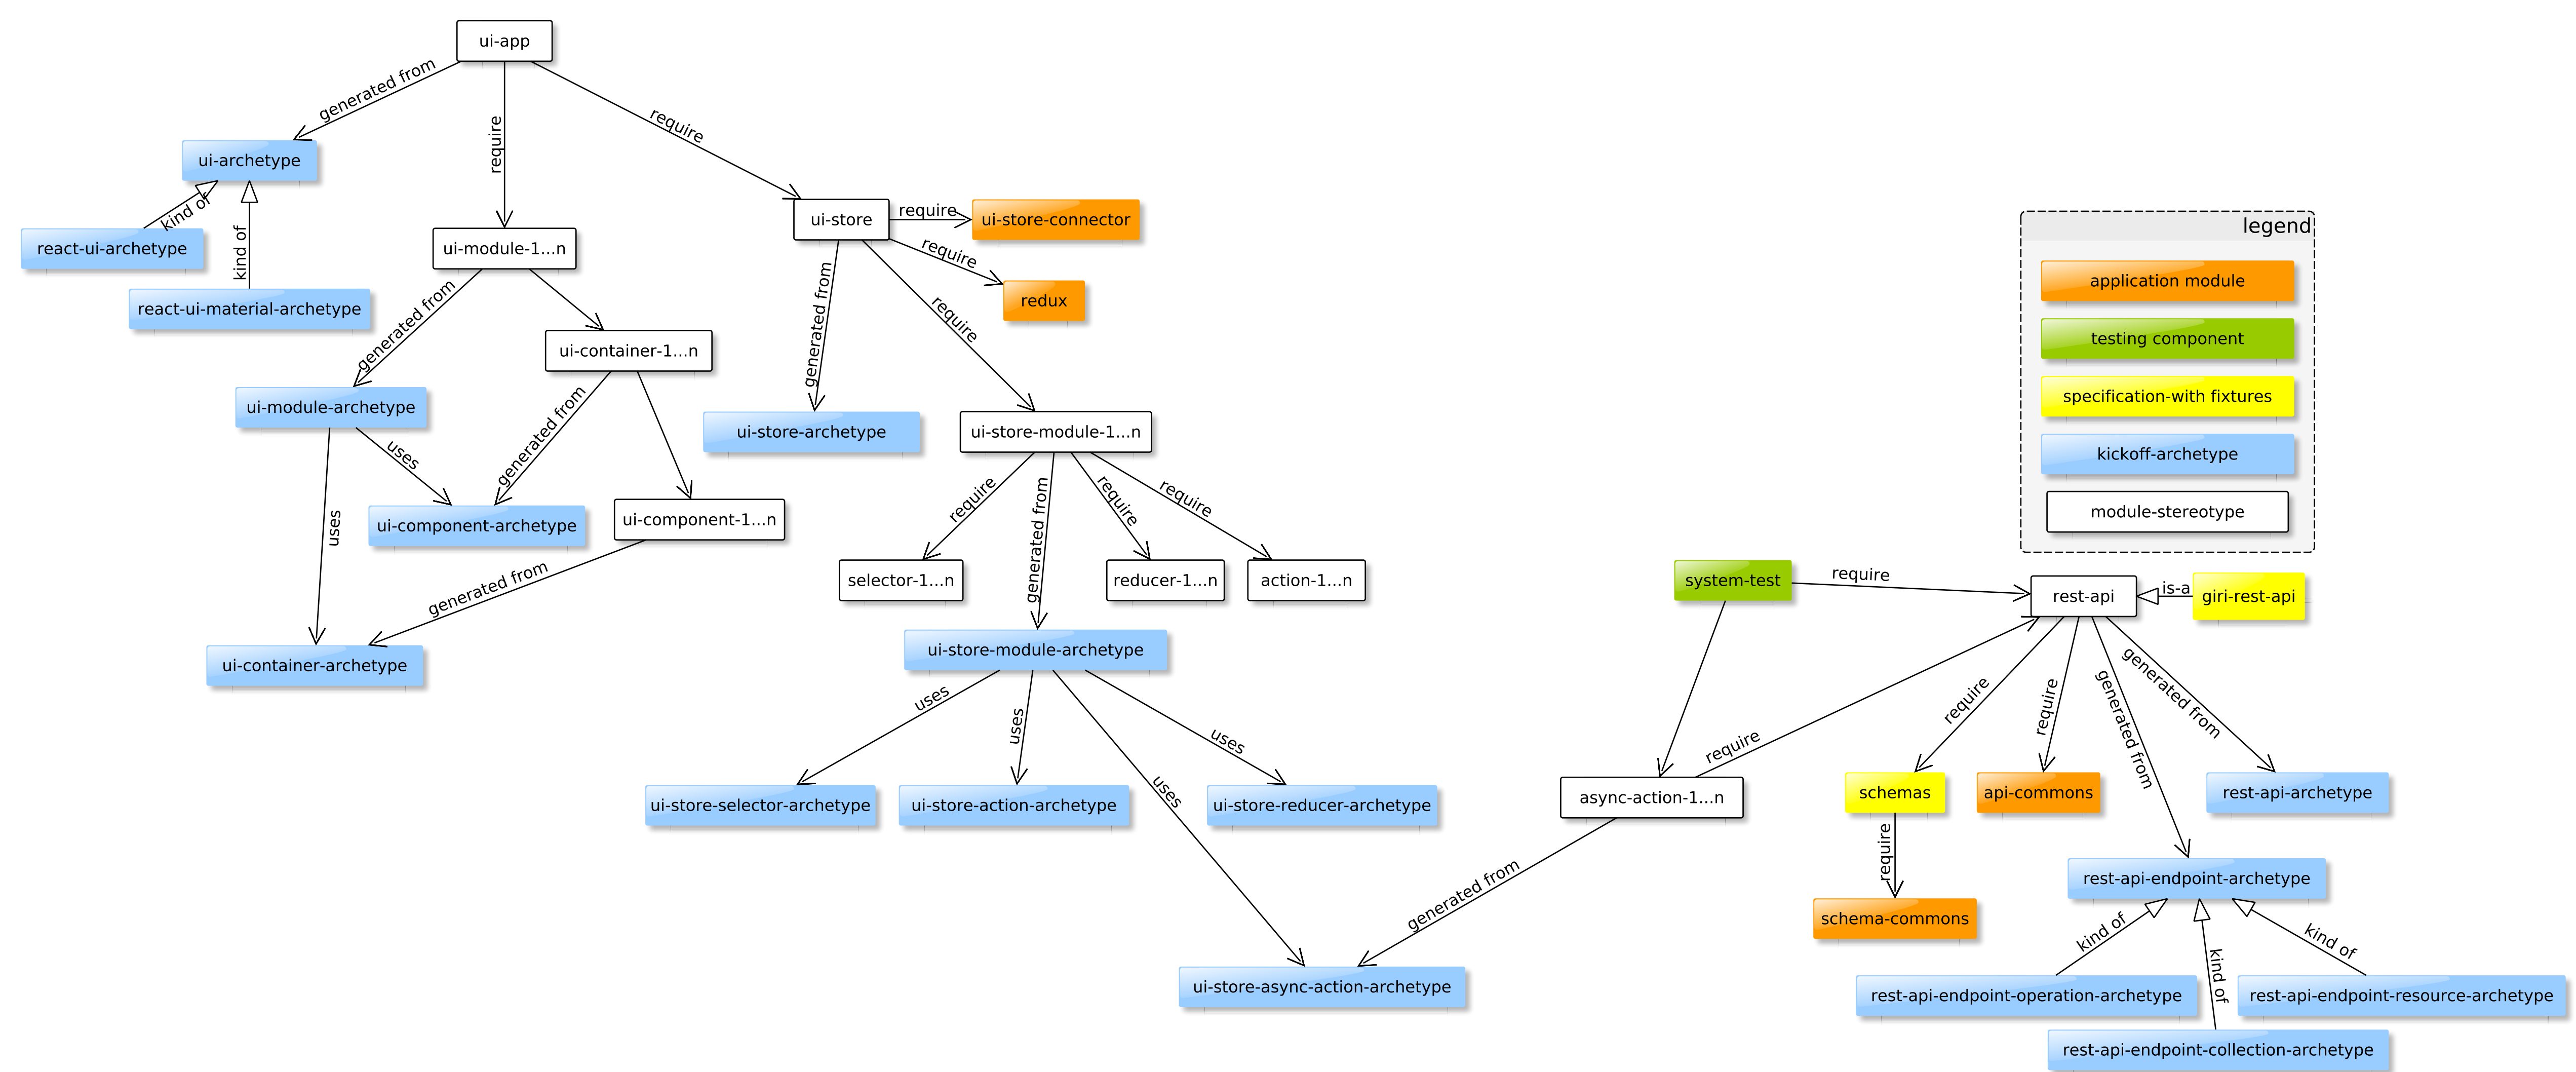 ui-app
generated from
require
require
ui-archetype
kind of
kind of
react-ui-archetype
react-ui-material-archetype
ui-module-1...n
generated from
ui-container-1...n
ui-module-archetype
uses
uses
generated from
ui-component-archetype
ui-component-1...n
generated from
ui-container-archetype
ui-store
require
ui-store-connector
require
redux
generated from
require
ui-store-archetype
ui-store-module-1...n
require
generated from
require
require
selector-1...n
reducer-1...n
action-1...n
ui-store-module-archetype
uses
uses
uses
uses
ui-store-selector-archetype
ui-store-action-archetype
ui-store-reducer-archetype
ui-store-async-action-archetype
legend
application module
testing component
specification-with fixtures
kickoff-archetype
module-stereotype
system-test
require
rest-api
is-a
giri-rest-api
require
async-action-1...n
generated from
require
require
generated from
generated from
schemas
api-commons
rest-api-archetype
require
schema-commons
rest-api-endpoint-archetype
kind of
kind of
kind of
rest-api-endpoint-operation-archetype
rest-api-endpoint-resource-archetype
rest-api-endpoint-collection-archetype